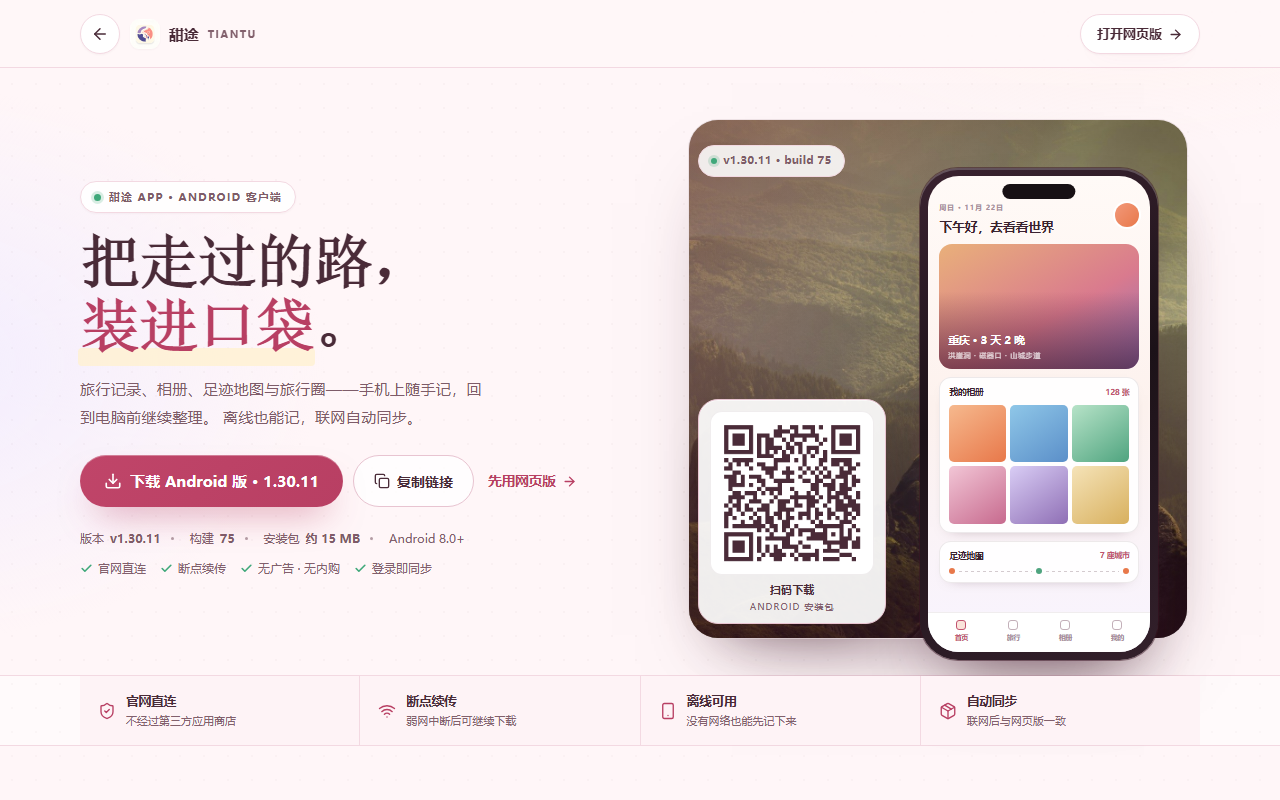 甜途 TIANTU
打开网页版
甜途 APP • ANDROID 客户端
把走过的路，
装进口袋。
旅行记录、相册、足迹地图与旅行圈——手机上随手记，回
到电脑前继续整理。 离线也能记，联网自动同步。
下载 Android 版 • 1.30.11
复制链接
先用网页版
版本 v1.30.11 • 构建 75 • 安装包 约 15 MB • Android 8.0+
官网直连 断点续传 无广告 · 无内购 登录即同步
v1.30.11 • build 75
扫码下载
ANDROID 安装包
周日 • 11月 22日
下午好，去看看世界
重庆 • 3 天 2 晚
洪崖洞 · 磁器口 · 山城步道
我的相册 128 张
足迹地图 7 座城市
首页 旅行 相册 我的
官网直连
不经过第三方应用商店
断点续传
弱网中断后可继续下载
离线可用
没有网络也能先记下来
自动同步
联网后与网页版一致